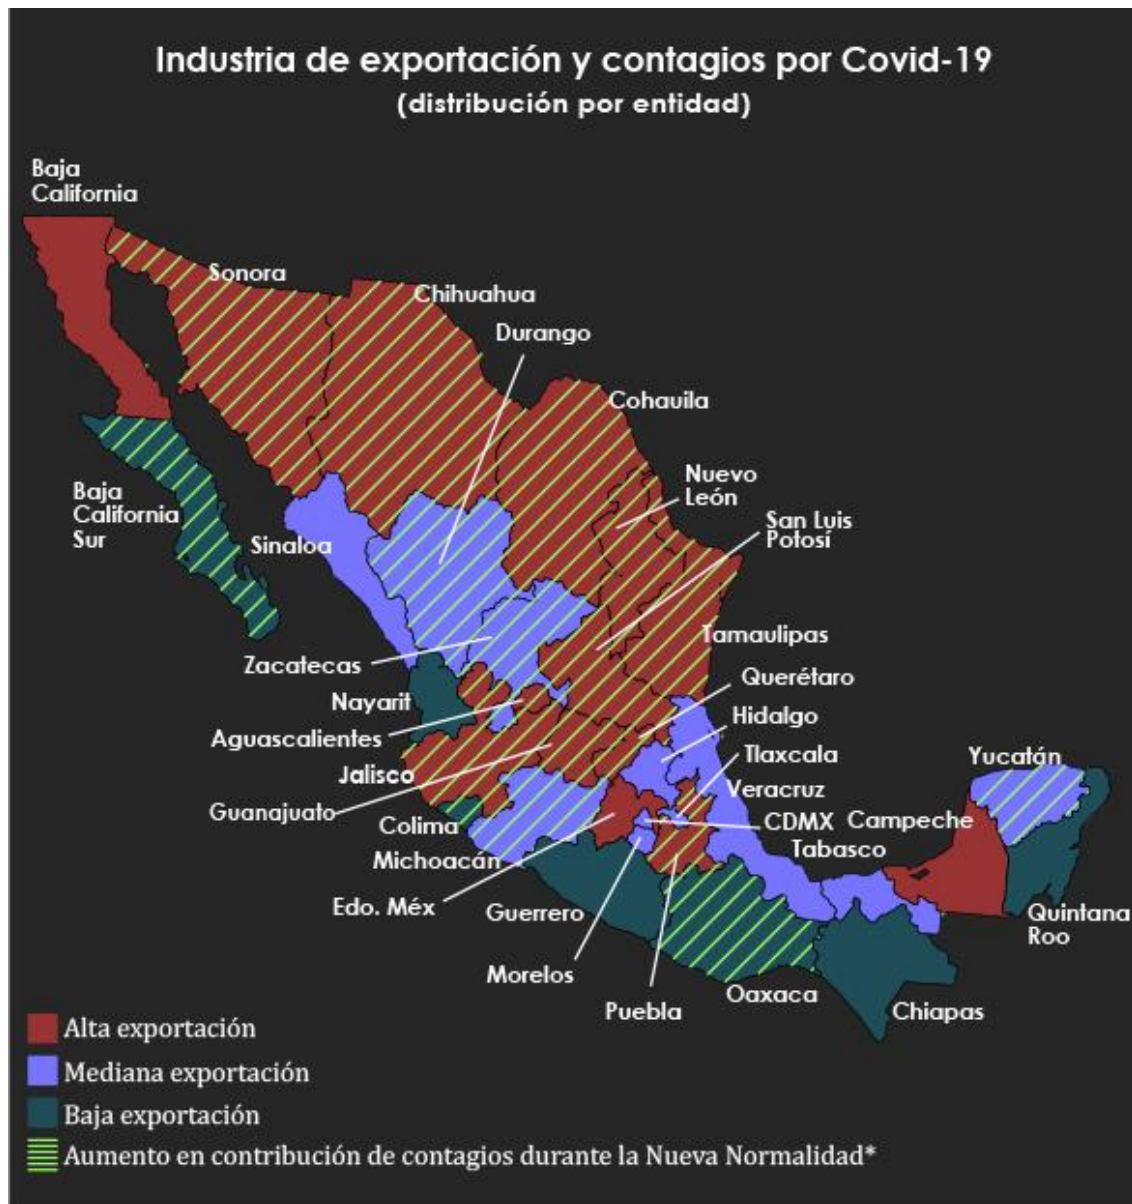 Industria de exportación y contagios por Covid-19
(distribución por entidad)
Baja
California
Sonora
Chihuahua
Durango
Cohauila
Nuevo
León
San Luis
Potosí
Baja
California
Sur
Sinaloa
Tamaulipas
Zacatecas
Querétaro
Nayarit
Hidalgo
Aguascalientes
Tlaxcala
Yucatán
Jalisco
Veracruz
Guanajuato
CDMX
Campeche
Colima
Tabasco
Michoacán
Edo. Méx
Guerrero
Quintana
Roo
Morelos
Oaxaca
Puebla
Chiapas
Alta exportación
Mediana exportación
Baja exportación
Aumento en contribución de contagios durante la Nueva Normalidad*